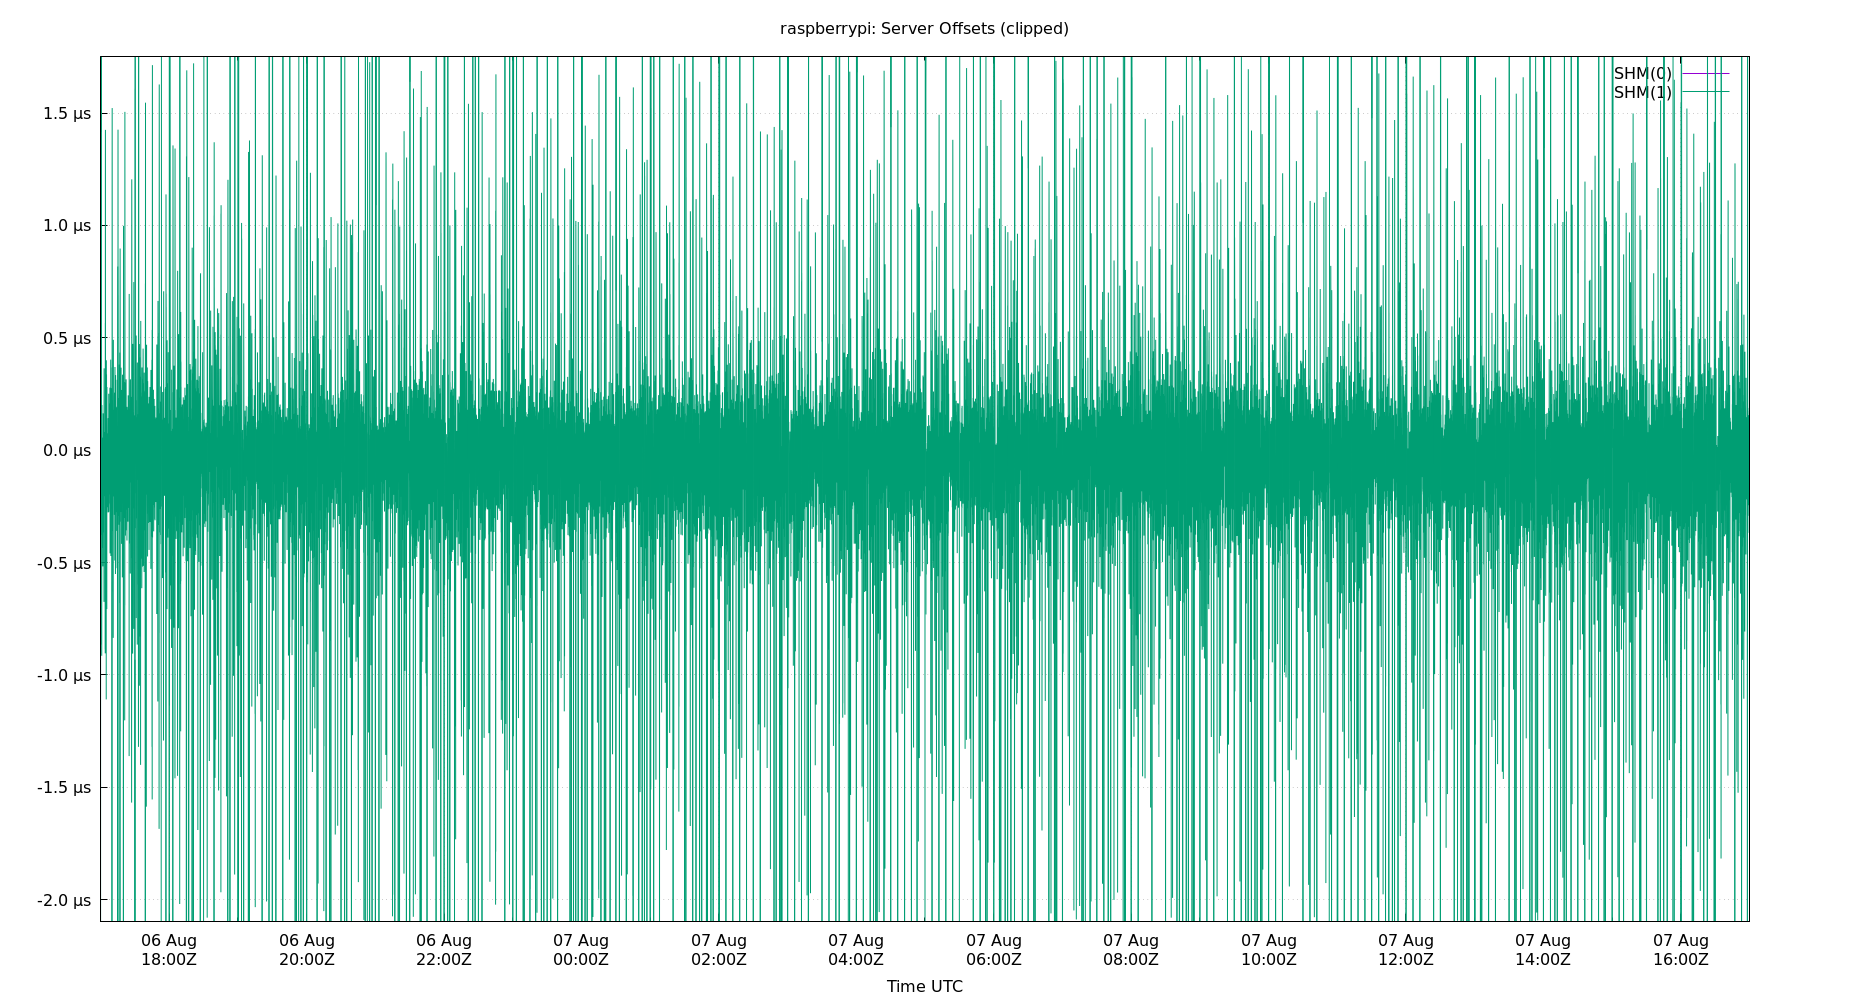 raspberrypi: Server Offsets (clipped)
SHM(0)
SHM(1)
1.5 µs
1.0 µs
0.5 µs
0.0 µs
-0.5 µs
-1.0 µs
-1.5 µs
-2.0 µs
06 Aug 06 Aug 06 Aug 07 Aug 07 Aug 07 Aug 07 Aug 07 Aug 07 Aug 07 Aug 07 Aug 07 Aug
18:00Z 20:00Z 22:00Z 00:00Z 02:00Z 04:00Z 06:00Z 08:00Z 10:00Z 12:00Z 14:00Z 16:00Z
Time UTC